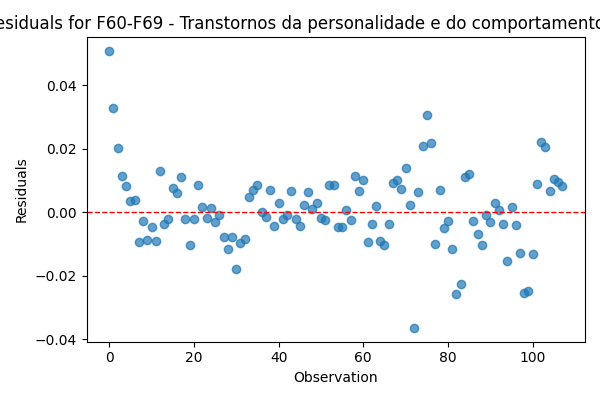 esiduals for F60-F69 - Transtornos da personalidade e do comportamento
0.04
0.02
0.00
−0.02
−0.04
Residuals
0 20 40 60 80 100
Observation